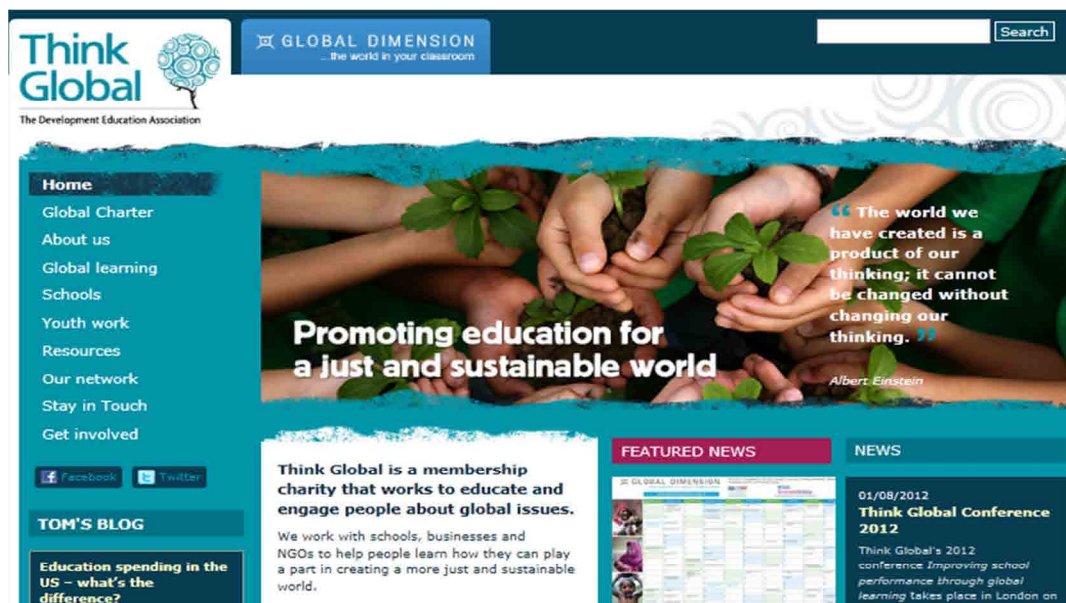 Think
Global
The Development Education Association
GLOBAL DIMENSION
...the world in your classroom
Search
Home
Global Charter
About us
Global learning
Schools
Youth work
Resources
Our network
Stay in Touch
Get involved
Facebook
Twitter
TOM'S BLOG
Education spending in the
US – what's the
difference?
Promoting education for
a just and sustainable world
“ The world we
have created is a
product of our
thinking; it cannot
be changed without
changing our
thinking. ”
Albert Einstein
Think Global is a membership
charity that works to educate and
engage people about global issues.
We work with schools, businesses and
NGOs to help people learn how they can play
a part in creating a more just and sustainable
world.
FEATURED NEWS
GLOBAL DIMENSION
NEWS
01/08/2012
Think Global Conference
2012
Think Global's 2012
conference Improving school
performance through global
learning takes place in London on